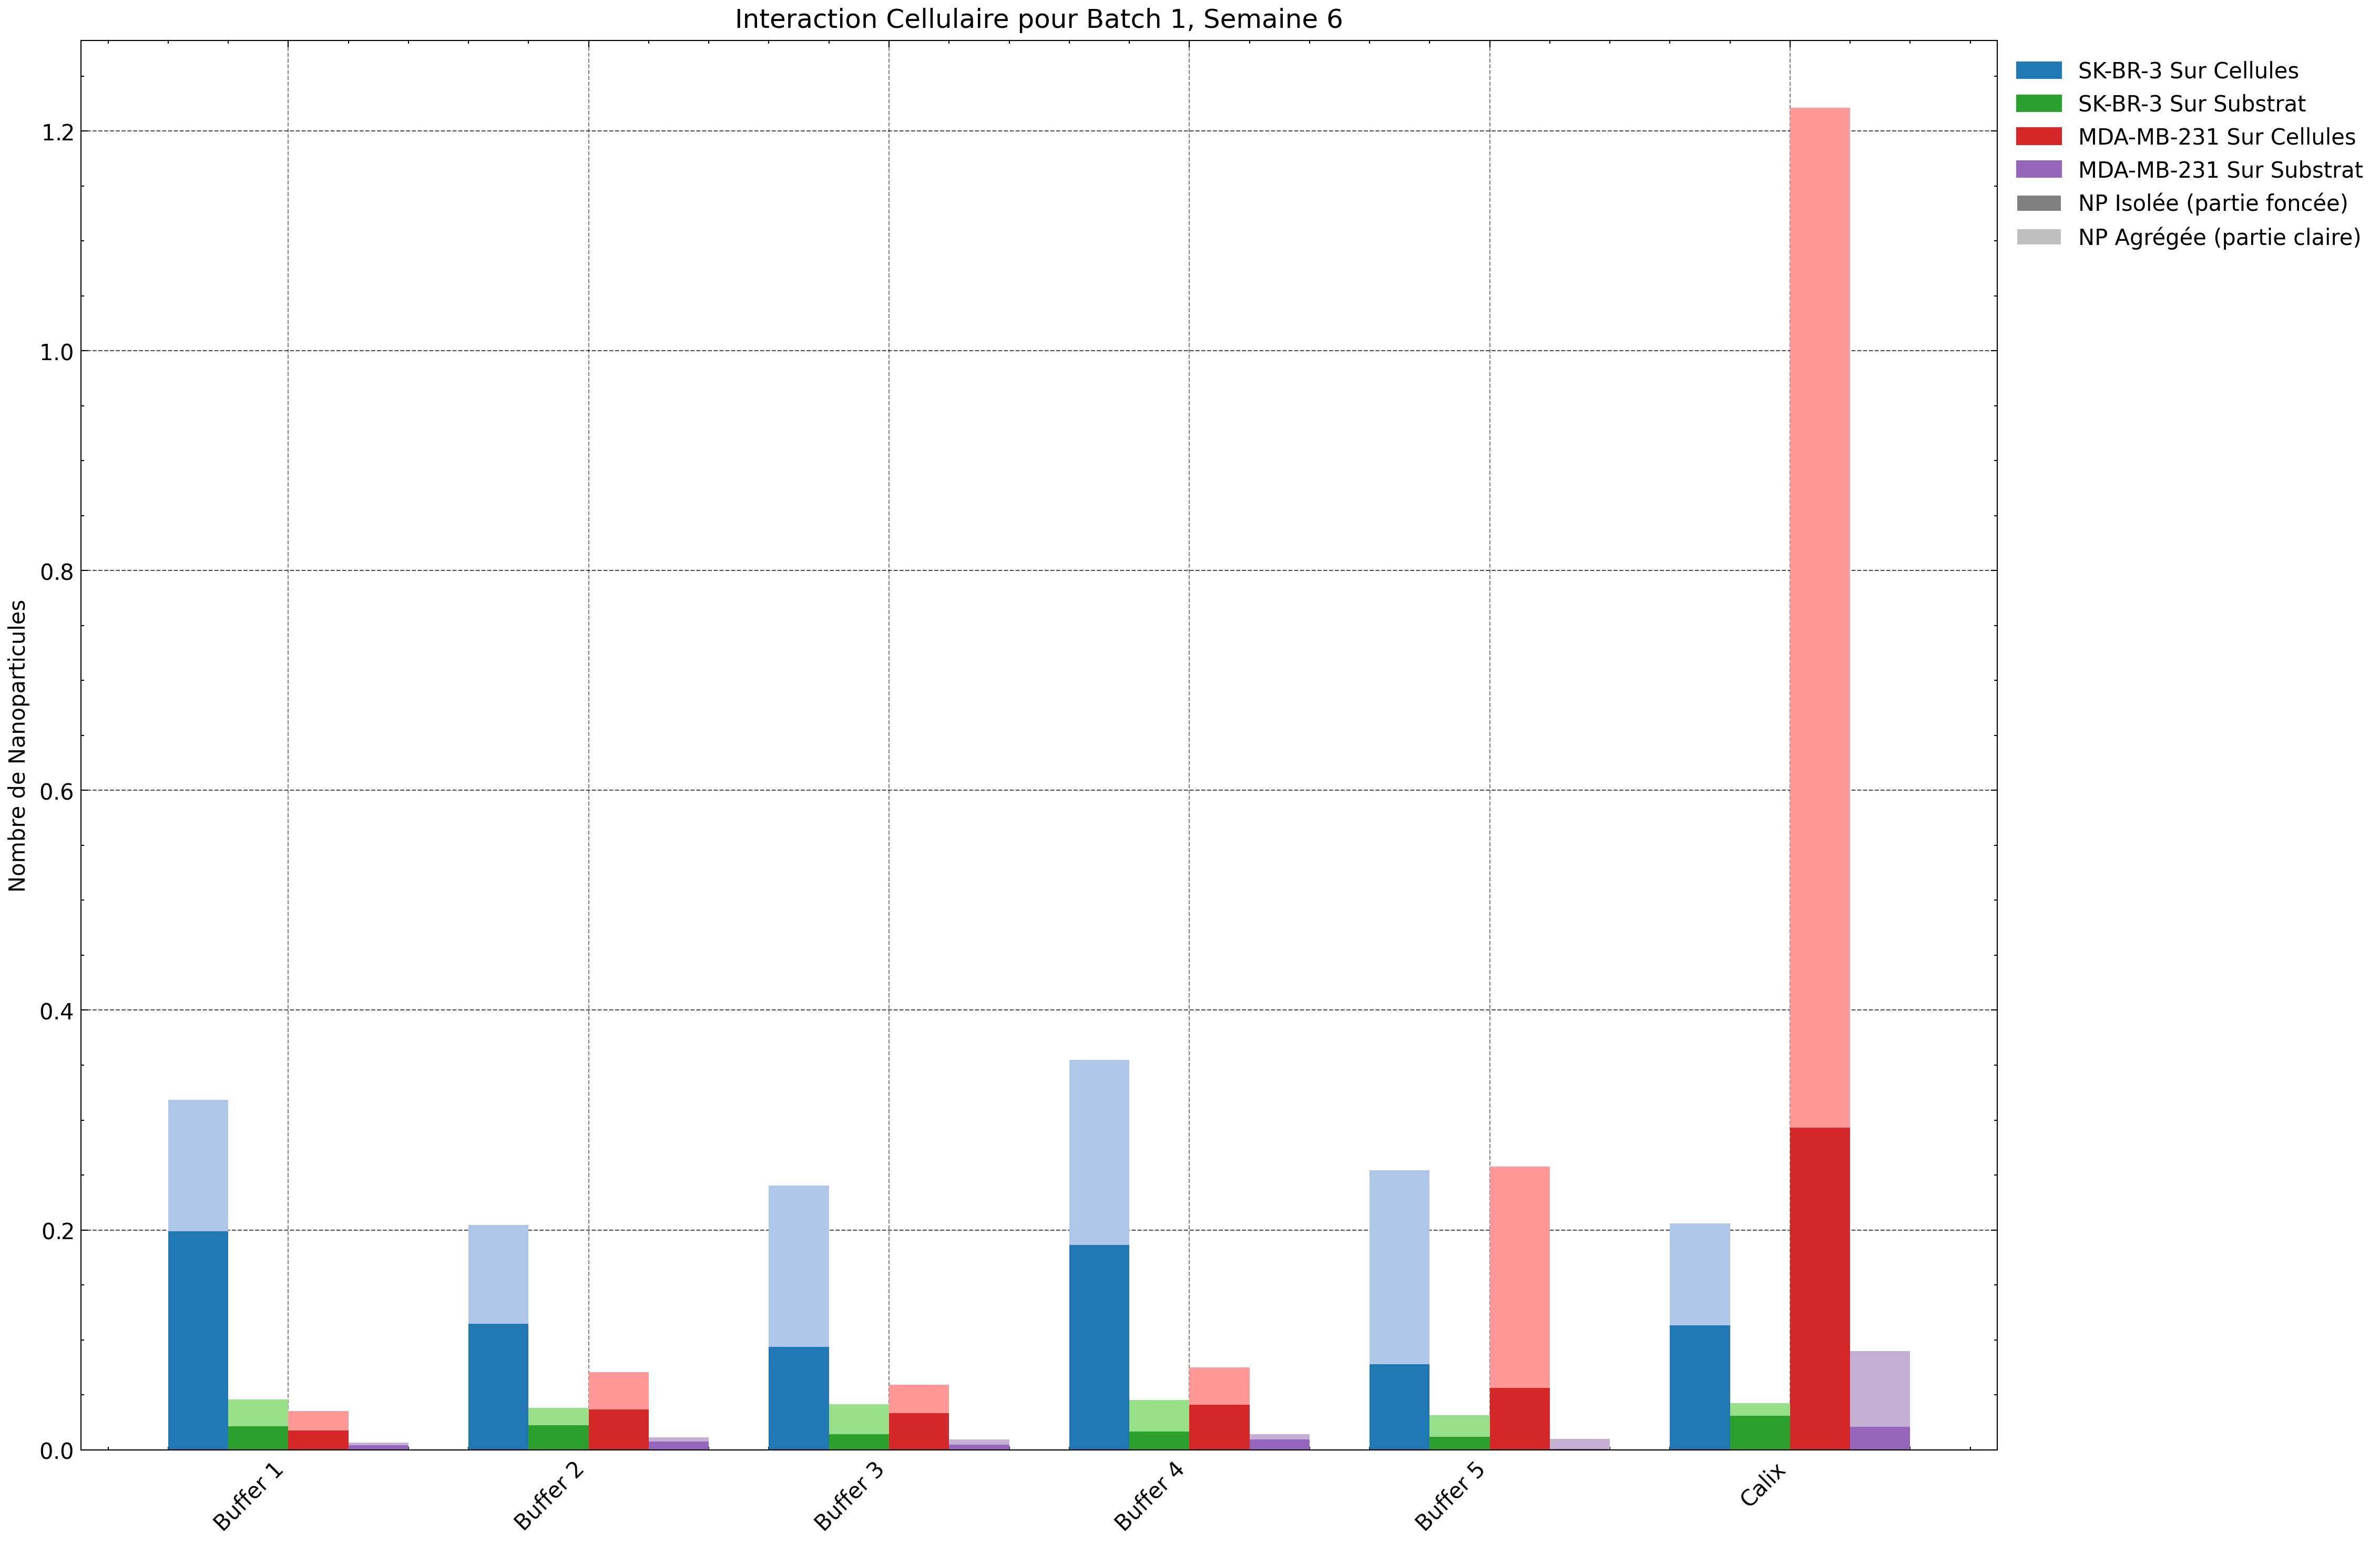 Interaction Cellulaire pour Batch 1, Semaine 6
SK-BR-3 Sur Cellules
SK-BR-3 Sur Substrat
MDA-MB-231 Sur Cellules
MDA-MB-231 Sur Substrat
NP Isolée (partie foncée)
NP Agrégée (partie claire)
Nombre de Nanoparticules
1.2
1.0
0.8
0.6
0.4
0.2
0.0
Buffer 1
Buffer 2
Buffer 3
Buffer 4
Buffer 5
Calix